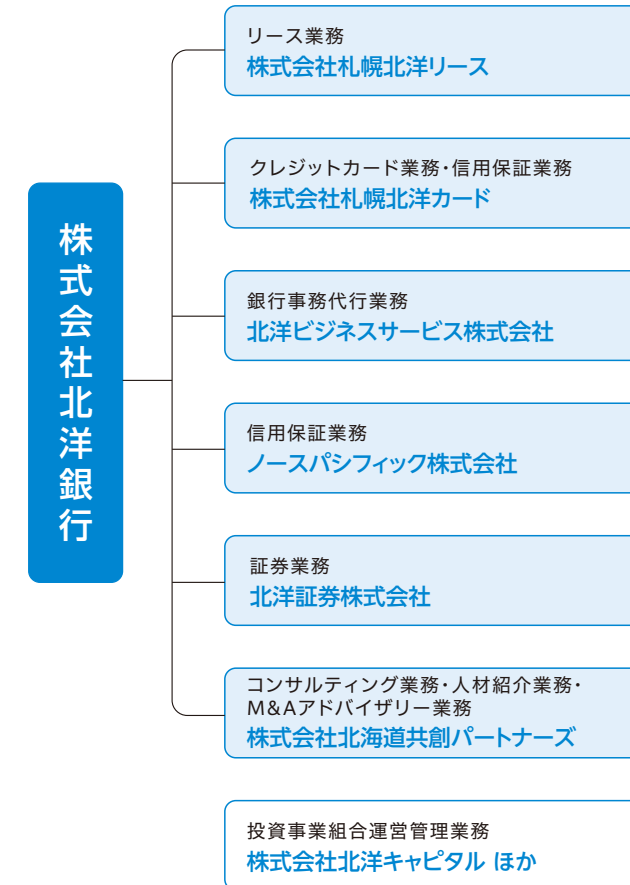 株式会社北洋銀行
リース業務
株式会社札幌北洋リース
クレジットカード業務・信用保証業務
株式会社札幌北洋カード
銀行事務代行業務
北洋ビジネスサービス株式会社
信用保証業務
ノースパシフィック株式会社
証券業務
北洋証券株式会社
コンサルティング業務・人材紹介業務・
M&Aアドバイザリー業務
株式会社北海道共創パートナーズ
投資事業組合運営管理業務
株式会社北洋キャピタル ほか